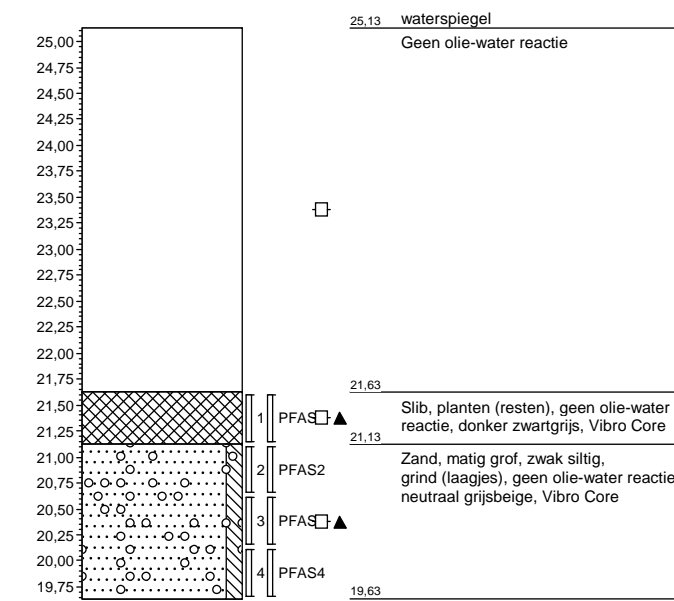 25,13 waterspiegel
25,00
Geen olie-water reactie
24,75
24,50
24,25
24,00
23,75
23,50
23,25
23,00
22,75
22,50
22,25
22,00
21,75
21,63
21,50
1 PFAS
Slib, planten (resten), geen olie-water
reactie, donker zwartgrijs, Vibro Core
21,25
21,13
21,00
2 PFAS2
Zand, matig grof, zwak siltig,
grind (laagjes), geen olie-water reactie
neutraal grijsbeige, Vibro Core
20,75
20,50
3 PFAS
20,25
20,00
4 PFAS4
19,75
19,63